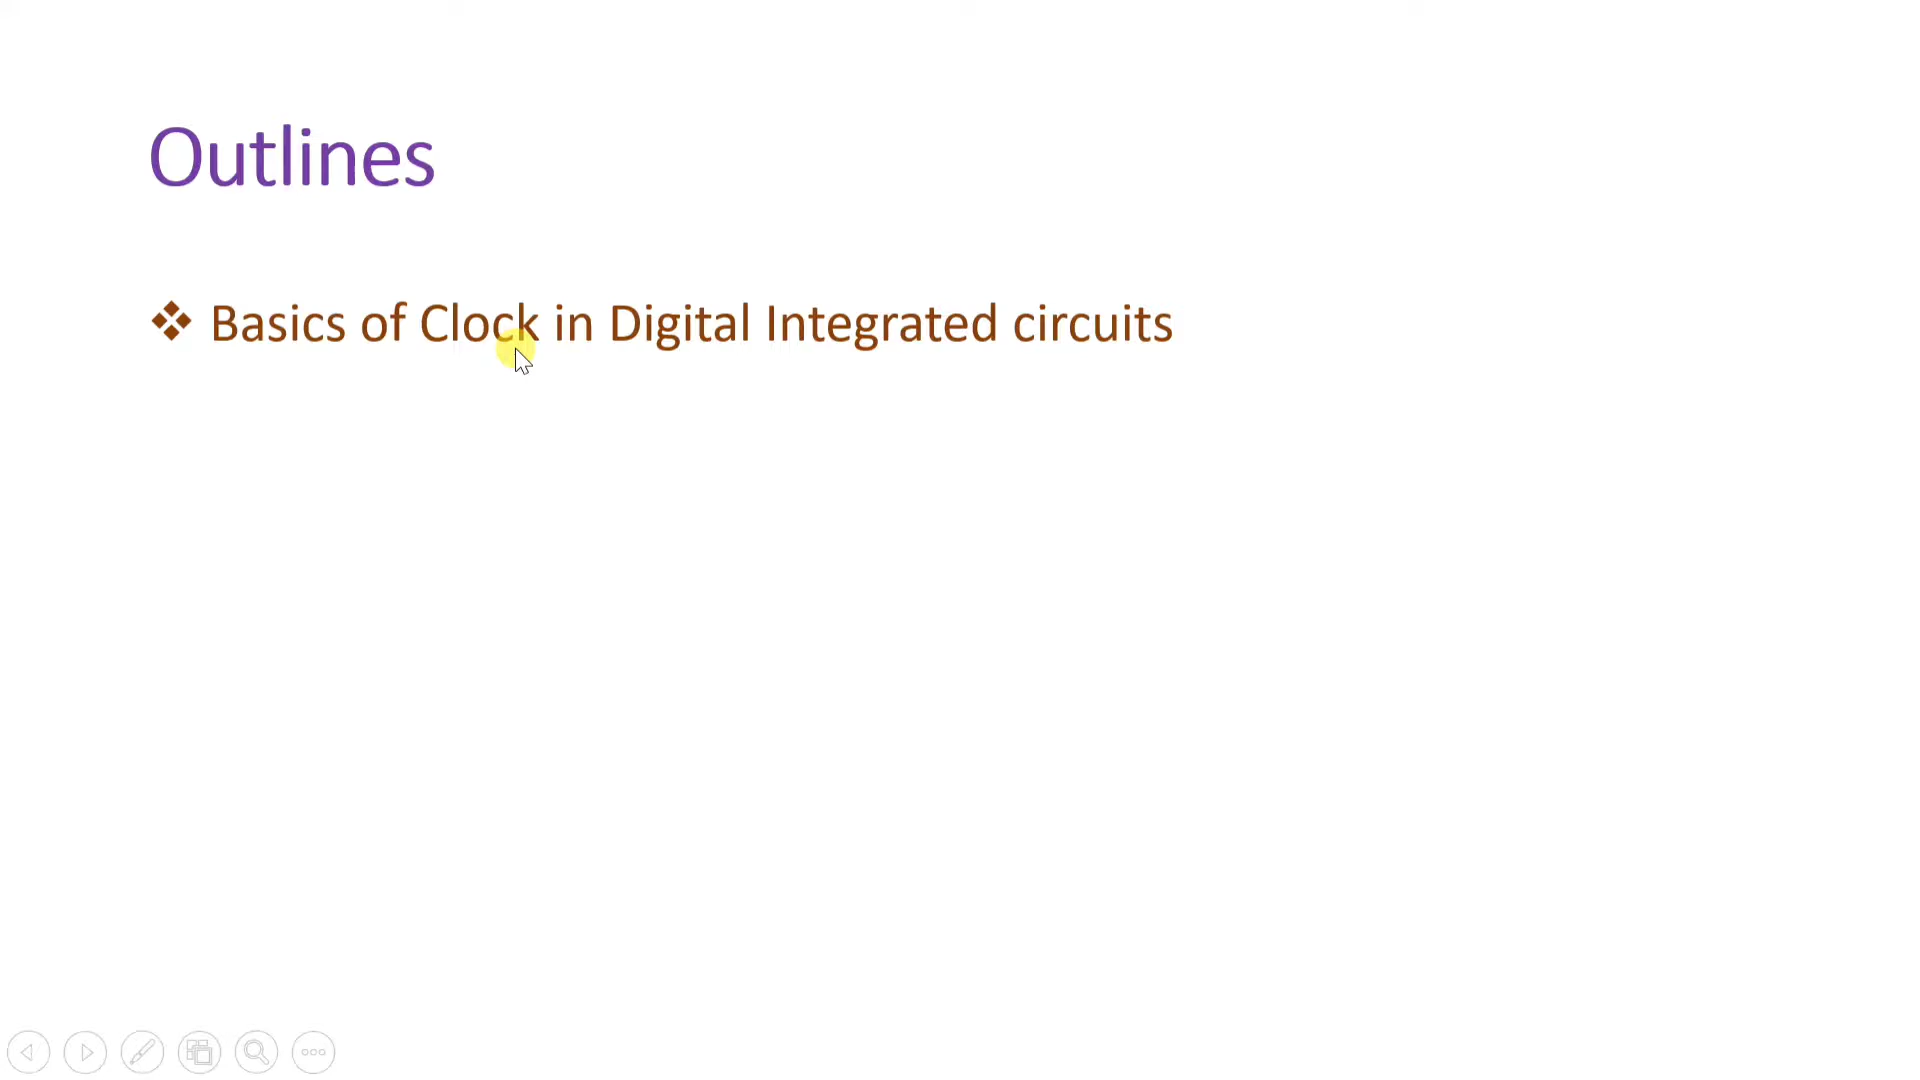 Outlines
❖ Basics of Clock in Digital Integrated circuits